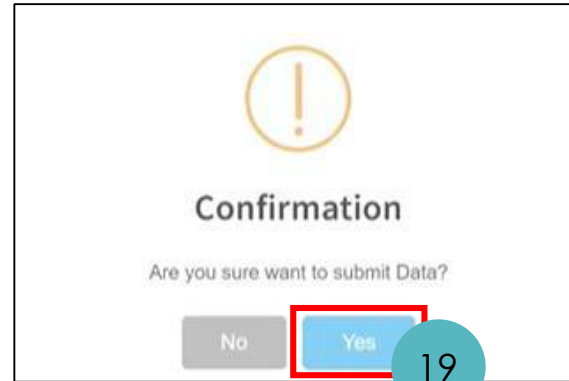 Confirmation
Are you sure want to submit Data?
No Yes
19